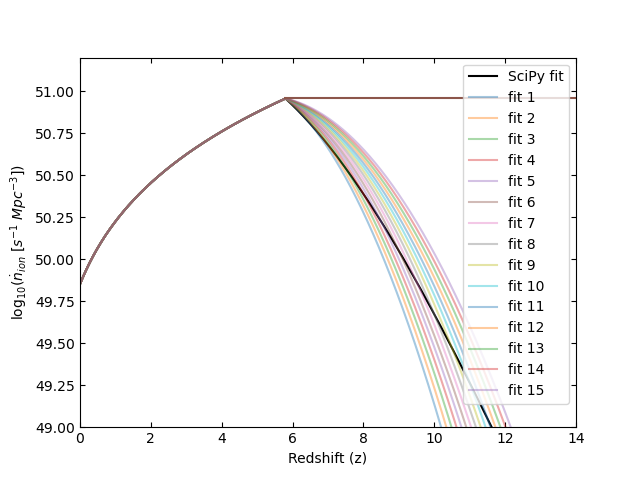 SciPy fit
fit 1
fit 2
fit 3
fit 4
fit 5
fit 6
fit 7
fit 8
fit 9
fit 10
fit 11
fit 12
fit 13
fit 14
fit 15
51.00
50.75
50.50
50.25
50.00
49.75
49.50
49.25
49.00
log₁₀(ṅ_ion [s⁻¹ Mpc⁻³])
0 2 4 6 8 10 12 14
Redshift (z)